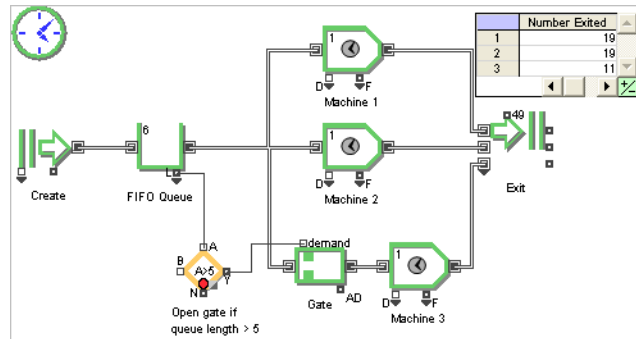 Number Exited
1 19
2 19
3 11
1
D F
Machine 1
6
L
Create
FIFO Queue
1
D F
Machine 2
49
Exit
A
B A>5 Y
N
Open gate if
queue length > 5
demand
AD
Gate
1
D F
Machine 3
+/-